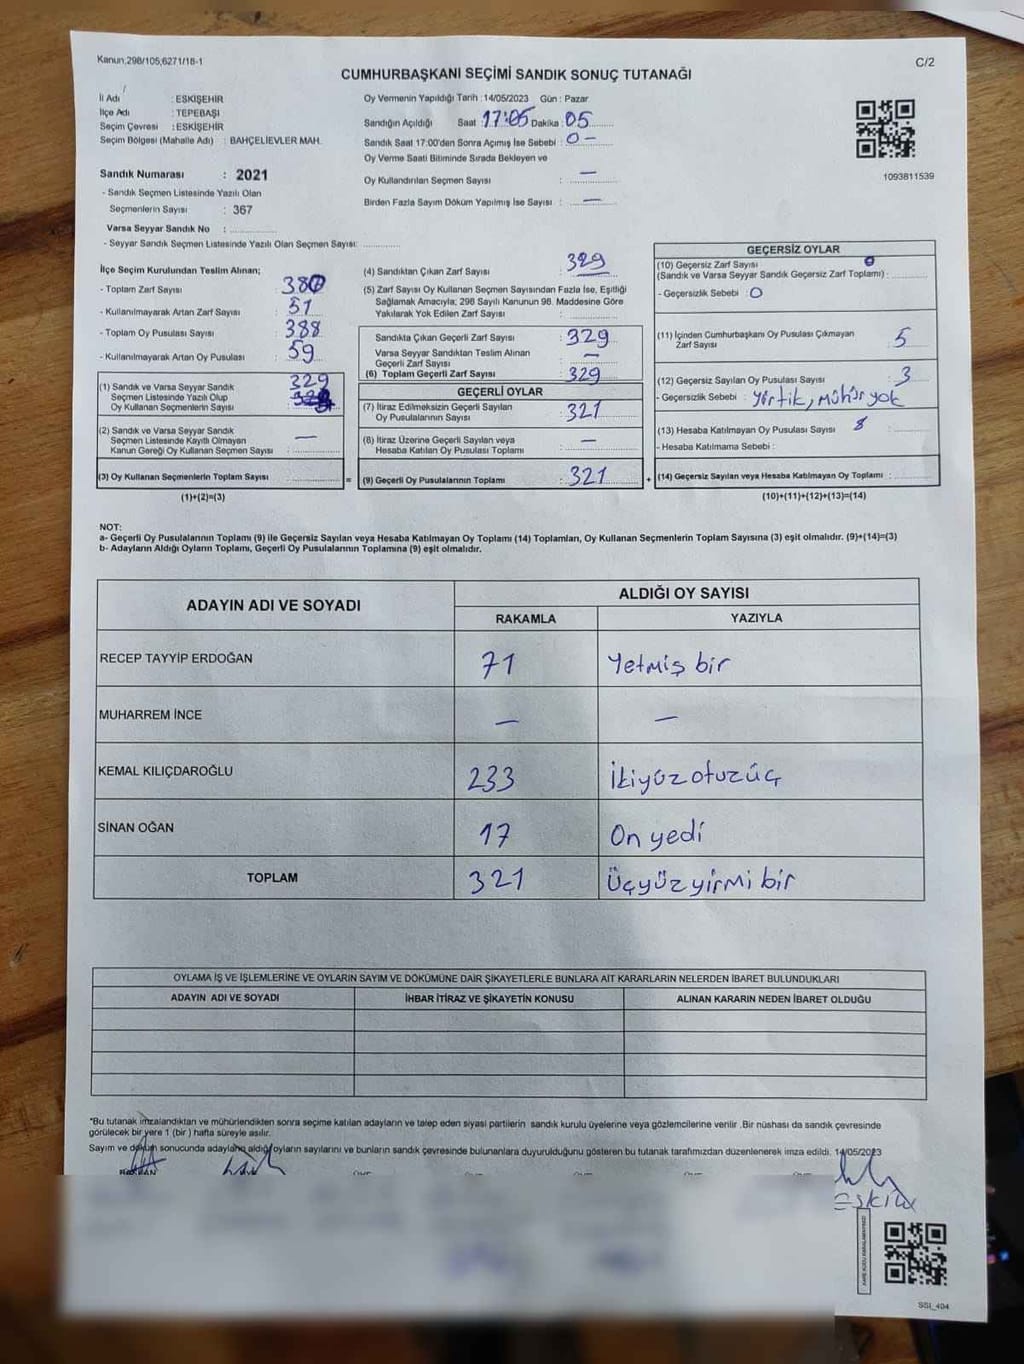 Kanun,298/105,6271/18-1
C/2
CUMHURBAŞKANI SEÇİMİ SANDIK SONUÇ TUTANAĞI
İl Adı : ESKİŞEHİR
İlçe Adı : TEPEBAŞI
Seçim Çevresi : ESKİŞEHİR
Seçim Bölgesi (Mahalle Adı) : BAHÇELİEVLER MAH.
Oy Vermenin Yapıldığı Tarih :14/05/2023 Gün : Pazar
Sandığın Açıldığı Saat :17:05 Dakika : 05
Sandık Saat 17:00'den Sonra Açımış İse Sebebi : 0 -
Oy Verme Saati Bitiminde Sırada Bekleyen ve
Oy Kullandırılan Seçmen Sayısı : —
Birden Fazla Sayım Döküm Yapılmış İse Sayısı : —
1093811539
Sandık Numarası : 2021
- Sandık Seçmen Listesinde Yazılı Olan
Seçmenlerin Sayısı : 367
Varsa Seyyar Sandık No :
- Seyyar Sandık Seçmen Listesinde Yazılı Olan Seçmen Sayısı:
İlçe Seçim Kurulundan Teslim Alınan;
- Toplam Zarf Sayısı : 380
- Kullanılmayarak Artan Zarf Sayısı : 51
- Toplam Oy Pusulası Sayısı : 388
- Kullanılmayarak Artan Oy Pusulası : 59
(1) Sandık ve Varsa Seyyar Sandık 329
Seçmen Listesinde Yazılı Olup
Oy Kullanan Seçmenlerin Sayısı
(2) Sandık ve Varsa Seyyar Sandık
Seçmen Listesinde Kayıtlı Olmayan —
Kanun Gereği Oy Kullanan Seçmen Sayısı :
(3) Oy Kullanan Seçmenlerin Toplam Sayısı : =
(1)+(2)=(3)
(4) Sandıktan Çıkan Zarf Sayısı : 329
(5) Zarf Sayısı Oy Kullanan Seçmen Sayısından Fazla İse, Eşitliği
Sağlamak Amacıyla; 298 Sayılı Kanunun 98. Maddesine Göre
Yakılarak Yok Edilen Zarf Sayısı :
Sandıkta Çıkan Geçerli Zarf Sayısı : 329
Varsa Seyyar Sandıktan Teslim Alınan
Geçerli Zarf Sayısı : —
(6) Toplam Geçerli Zarf Sayısı : 329
GEÇERLİ OYLAR
(7) İtiraz Edilmeksizin Geçerli Sayılan
Oy Pusulalarının Sayısı : 321
(8) İtiraz Üzerine Geçerli Sayılan veya
Hesaba Katılan Oy Pusulası Toplamı : —
(9) Geçerli Oy Pusulalarının Toplamı : 321 +
GEÇERSİZ OYLAR
(10) Geçersiz Zarf Sayısı 0
(Sandık ve Varsa Seyyar Sandık Geçersiz Zarf Toplamı) :
- Geçersizlik Sebebi : 0
(11) İçinden Cumhurbaşkanı Oy Pusulası Çıkmayan
Zarf Sayısı : 5
(12) Geçersiz Sayılan Oy Pusulası Sayısı : 3
- Geçersizlik Sebebi : Yırtık, mühür yok
(13) Hesaba Katılmayan Oy Pusulası Sayısı 8 :
- Hesaba Katılmama Sebebi :
(14) Geçersiz Sayılan veya Hesaba Katılmayan Oy Toplamı :
(10)+(11)+(12)+(13)=(14)
NOT:
a- Geçerli Oy Pusulalarının Toplamı (9) ile Geçersiz Sayılan veya Hesaba Katılmayan Oy Toplamı (14) Toplamları, Oy Kullanan Seçmenlerin Toplam Sayısına (3) eşit olmalıdır. (9)+(14)=(3)
b- Adayların Aldığı Oyların Toplamı, Geçerli Oy Pusulalarının Toplamına (9) eşit olmalıdır.
ADAYIN ADI VE SOYADI
ALDIĞI OY SAYISI
RAKAMLA YAZIYLA
RECEP TAYYİP ERDOĞAN 71 Yetmiş bir
MUHARREM İNCE — —
KEMAL KILIÇDAROĞLU 233 İkiyüzotuzüç
SİNAN OĞAN 17 On yedi
TOPLAM 321 Üçyüzyirmi bir
OYLAMA İŞ VE İŞLEMLERİNE VE OYLARIN SAYIM VE DÖKÜMÜNE DAİR ŞİKAYETLERLE BUNLARA AİT KARARLARIN NELERDEN İBARET BULUNDUKLARI
ADAYIN ADI VE SOYADI İHBAR İTİRAZ VE ŞİKAYETİN KONUSU ALINAN KARARIN NEDEN İBARET OLDUĞU
*Bu tutanak imzalandıktan ve mühürlendikten sonra seçime katılan adayların ve talep eden siyasi partilerin sandık kurulu üyelerine veya gözlemcilerine verilir .Bir nüshası da sandık çevresinde
görülecek bir yere 1 (bir ) hafta süreyle asılır.
Sayım ve döküm sonucunda adayların aldığı oyların sayılarını ve bunların sandık çevresinde bulunanlara duyurulduğunu gösteren bu tutanak tarafımızdan düzenlenerek imza edildi. 14/05/2023
SSI_404